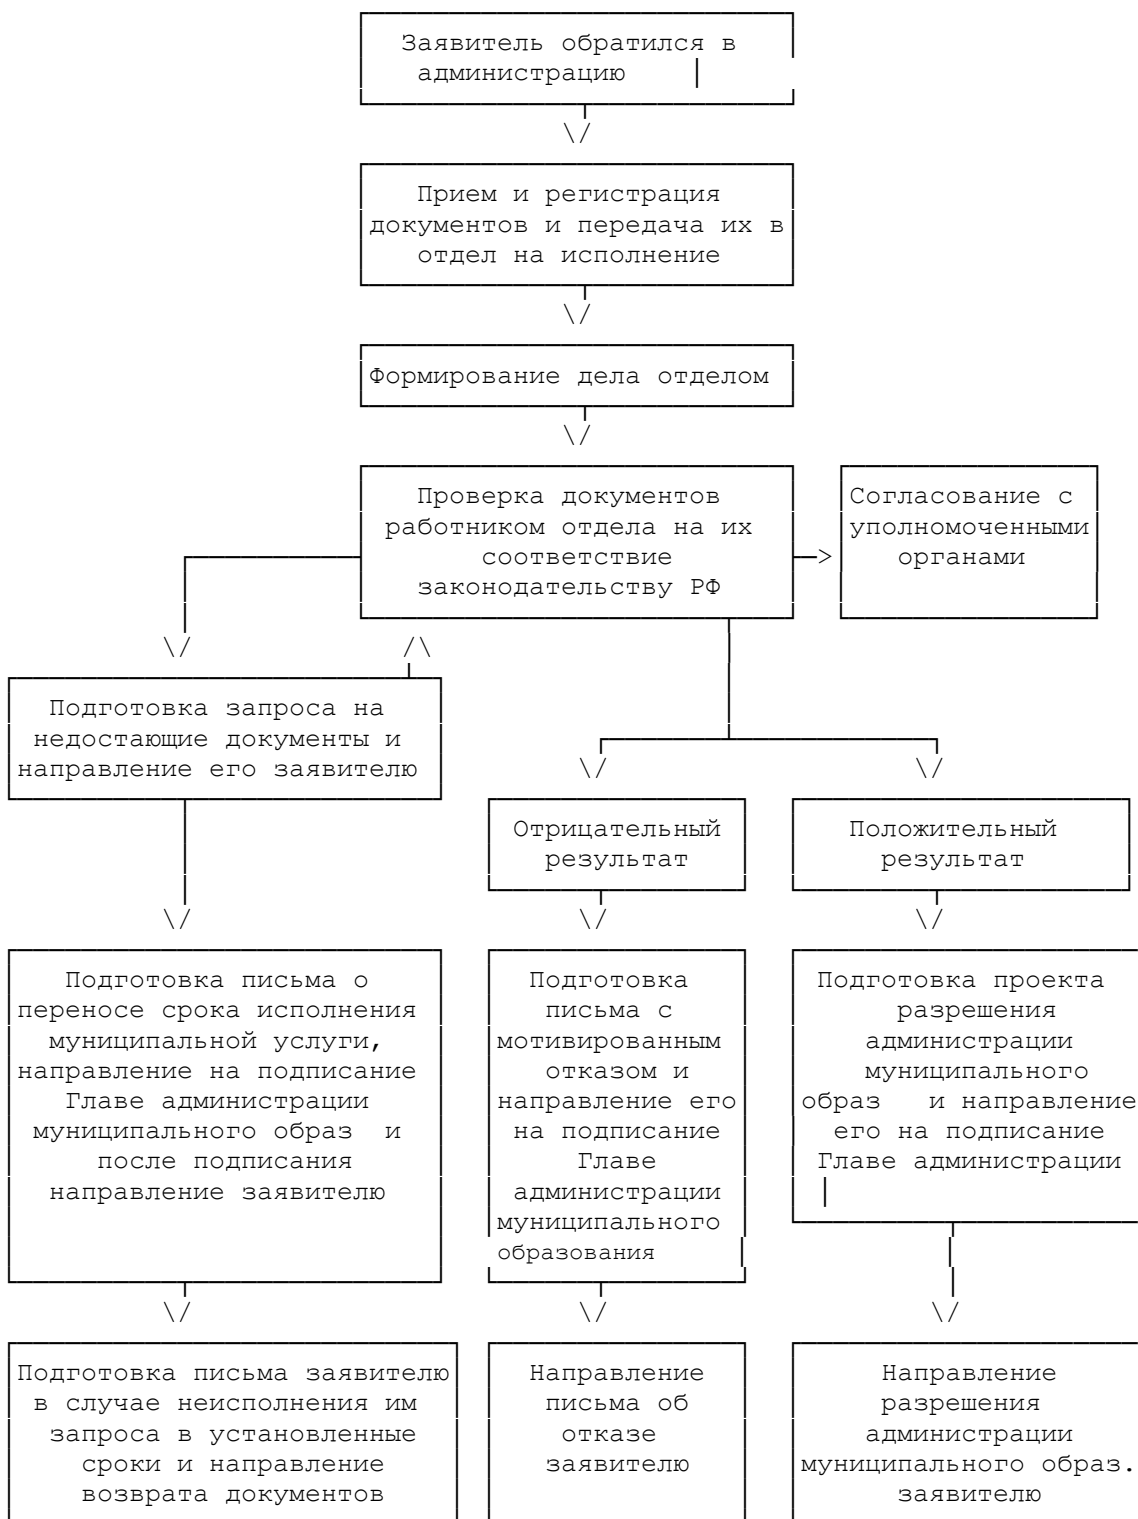 Заявитель обратился в
администрацию
Прием и регистрация
документов и передача их в
отдел на исполнение
Формирование дела отделом
Проверка документов
работником отдела на их
соответствие
законодательству РФ
Согласование с
уполномоченными
органами
Подготовка запроса на
недостающие документы и
направление его заявителю
Отрицательный
результат
Положительный
результат
Подготовка письма о
переносе срока исполнения
муниципальной услуги,
направление на подписание
Главе администрации
муниципального образ и
после подписания
направление заявителю
Подготовка
письма с
мотивированным
отказом и
направление его
на подписание
Главе
администрации
муниципального
образования
Подготовка проекта
разрешения
администрации
муниципального
образ и направление
его на подписание
Главе администрации
Подготовка письма заявителю
в случае неисполнения им
запроса в установленные
сроки и направление
возврата документов
Направление
письма об
отказе
заявителю
Направление
разрешения
администрации
муниципального образ.
заявителю